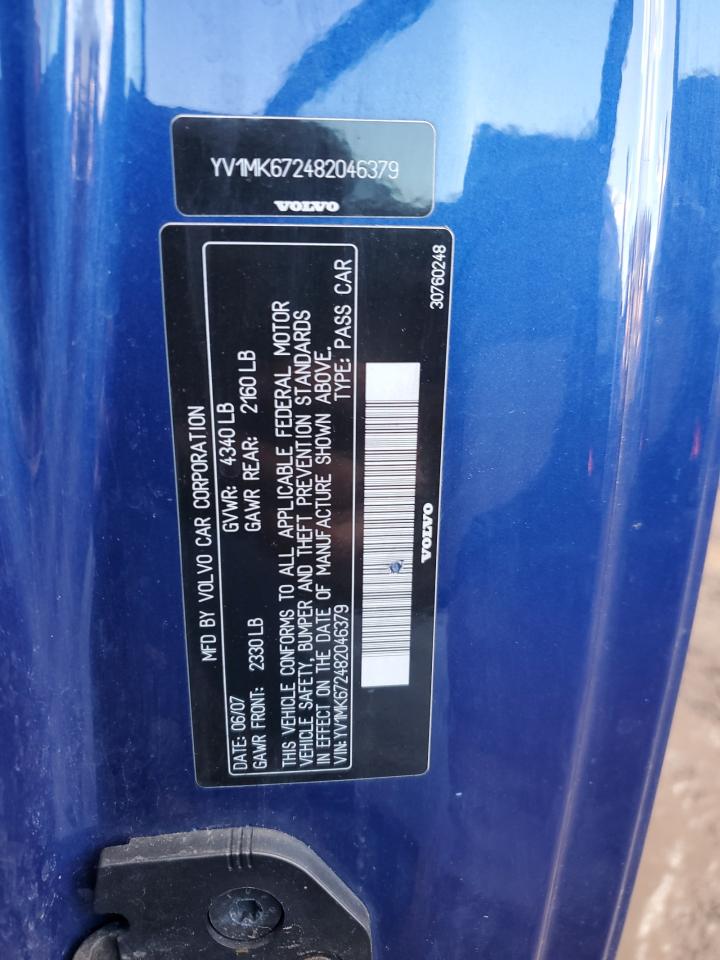 YV1MK672482046379
VOLVO
MFD BY VOLVO CAR CORPORATION
DATE: 06/07 GVWR: 4340 LB
GAWR FRONT: 2330 LB GAWR REAR: 2160 LB
THIS VEHICLE CONFORMS TO ALL APPLICABLE FEDERAL MOTOR
VEHICLE SAFETY, BUMPER AND THEFT PREVENTION STANDARDS
IN EFFECT ON THE DATE OF MANUFACTURE SHOWN ABOVE.
VIN: YV1MK672482046379 TYPE: PASS CAR
VOLVO 30760248